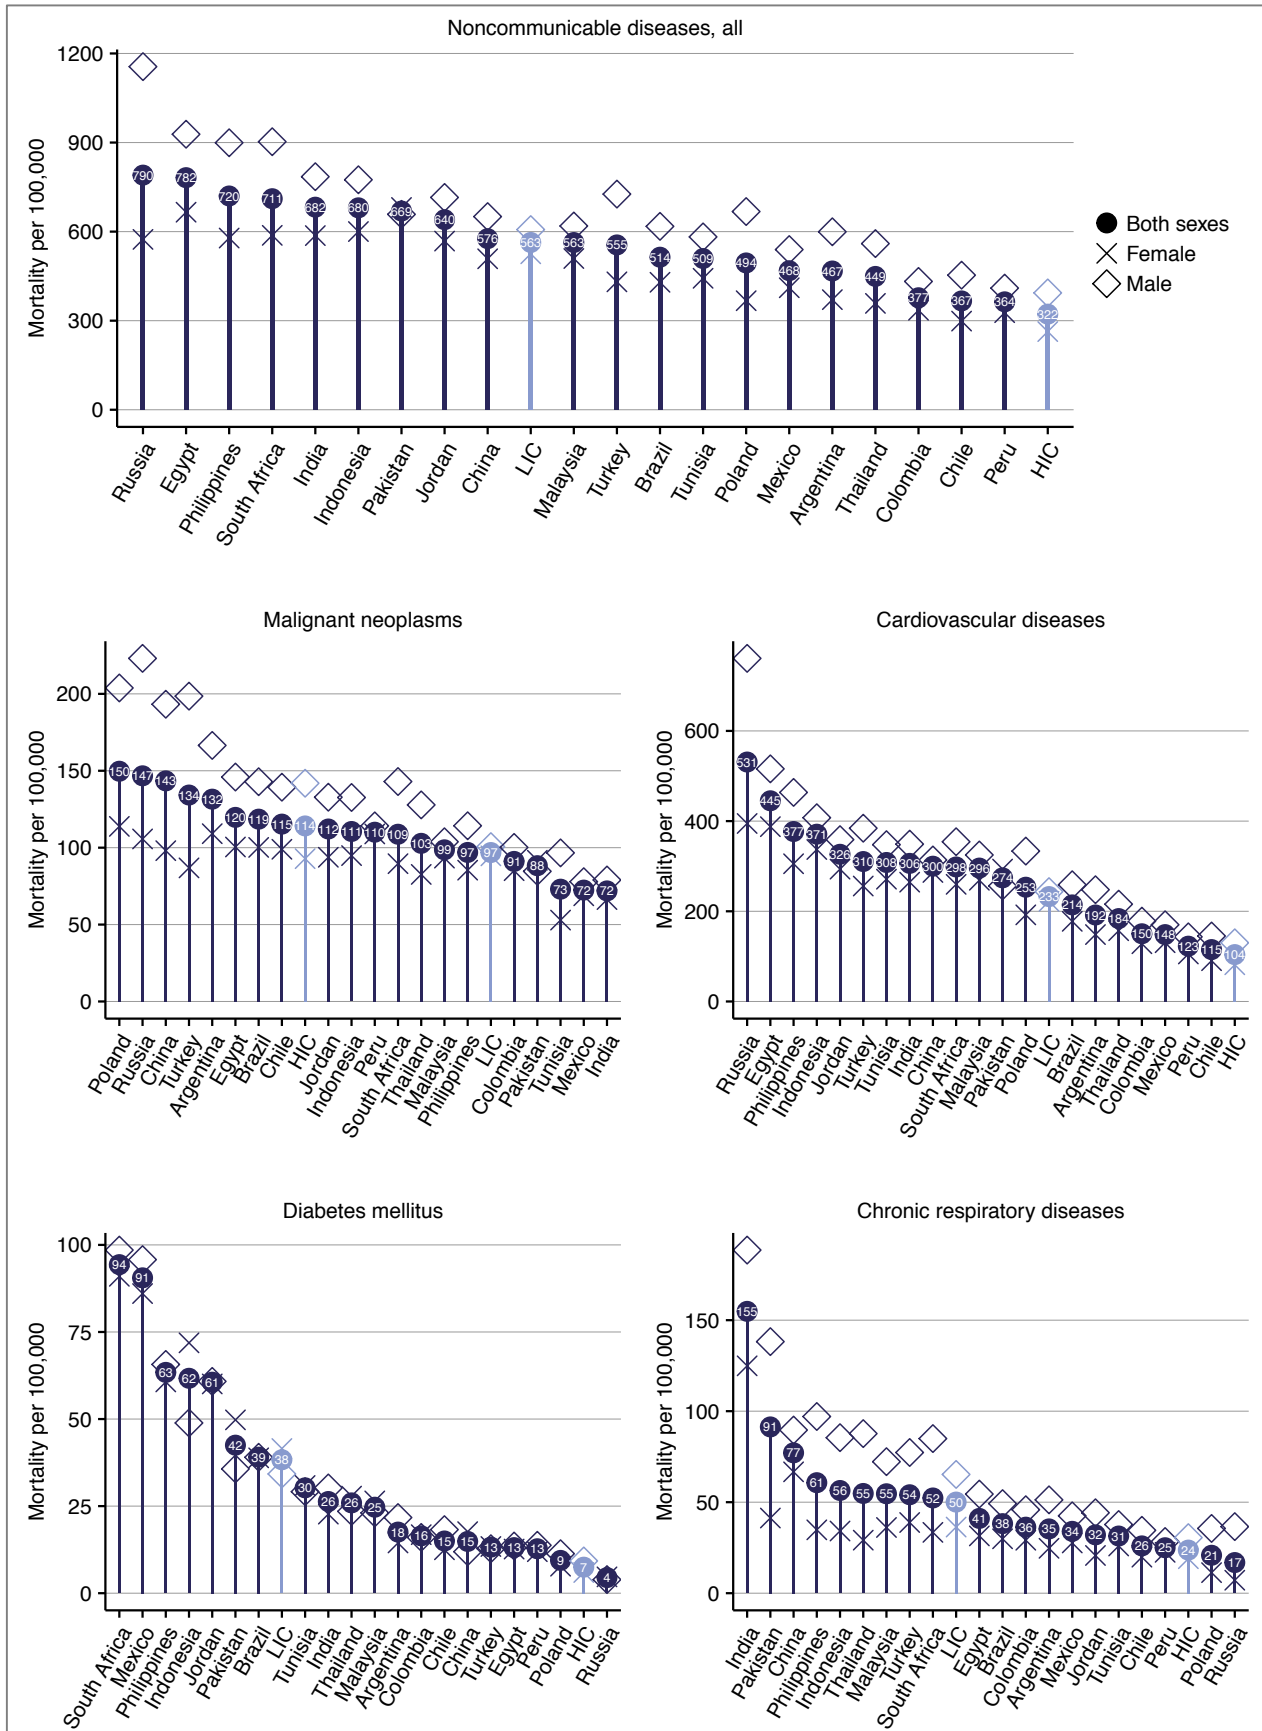 Noncommunicable diseases, all
Mortality per 100,000
1200
900
600
300
0
790 782 720 711 682 680 669 640 576 563 563 555 514 509 494 468 467 449 377 367 364 322
Russia Egypt Philippines South Africa India Indonesia Pakistan Jordan China LIC Malaysia Turkey Brazil Tunisia Poland Mexico Argentina Thailand Colombia Chile Peru HIC
Both sexes
Female
Male
Malignant neoplasms
Mortality per 100,000
200
150
100
50
0
150 147 143 134 132 120 119 115 114 112 111 110 109 103 99 97 97 91 88 73 72 72
Poland Russia China Turkey Argentina Egypt Brazil Chile HIC Jordan Indonesia Peru South Africa Thailand Malaysia Philippines LIC Colombia Pakistan Tunisia Mexico India
Cardiovascular diseases
Mortality per 100,000
600
400
200
0
531 445 377 371 326 310 308 306 300 298 296 274 253 233 214 192 184 150 148 123 115 104
Russia Egypt Philippines Indonesia Jordan Turkey Tunisia India China South Africa Malaysia Pakistan Poland LIC Brazil Argentina Thailand Colombia Mexico Peru Chile HIC
Diabetes mellitus
Mortality per 100,000
100
75
50
25
0
94 91 63 62 61 42 39 38 30 26 26 25 18 16 15 15 13 13 13 9 7 4
South Africa Mexico Philippines Indonesia Jordan Pakistan Brazil LIC Tunisia India Thailand Malaysia Argentina Colombia Chile China Turkey Egypt Peru Poland HIC Russia
Chronic respiratory diseases
Mortality per 100,000
150
100
50
0
155 91 77 61 56 55 55 54 52 50 41 38 36 35 34 32 31 26 25 24 21 17
India Pakistan China Philippines Indonesia Thailand Malaysia Turkey South Africa LIC Egypt Brazil Colombia Argentina Mexico Jordan Tunisia Chile Peru HIC Poland Russia